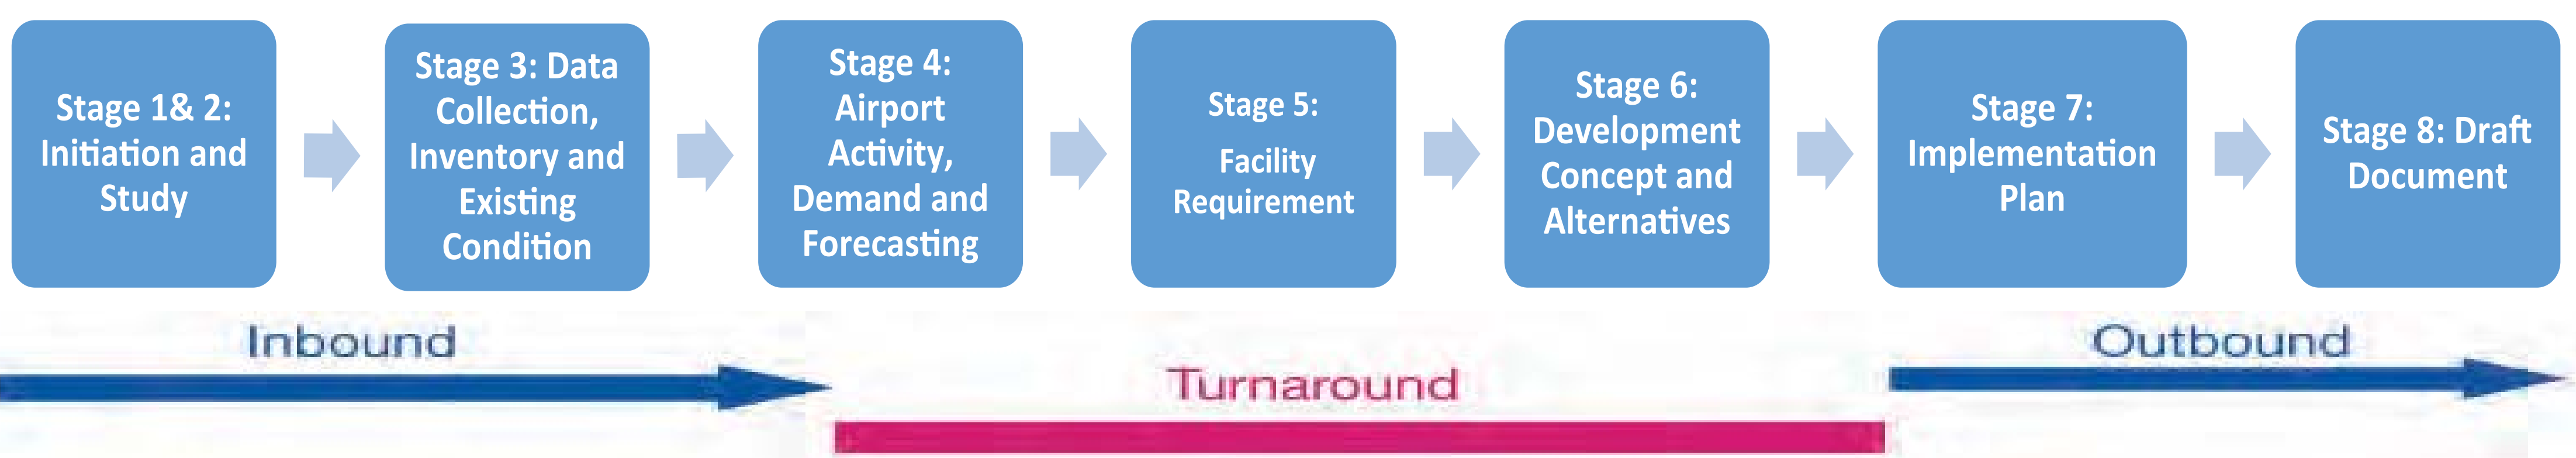 Stage 1& 2:
Initiation and
Study
Stage 3: Data
Collection,
Inventory and
Existing
Condition
Stage 4:
Airport
Activity,
Demand and
Forecasting
Stage 5:
Facility
Requirement
Stage 6:
Development
Concept and
Alternatives
Stage 7:
Implementation
Plan
Stage 8: Draft
Document
Inbound
Turnaround
Outbound